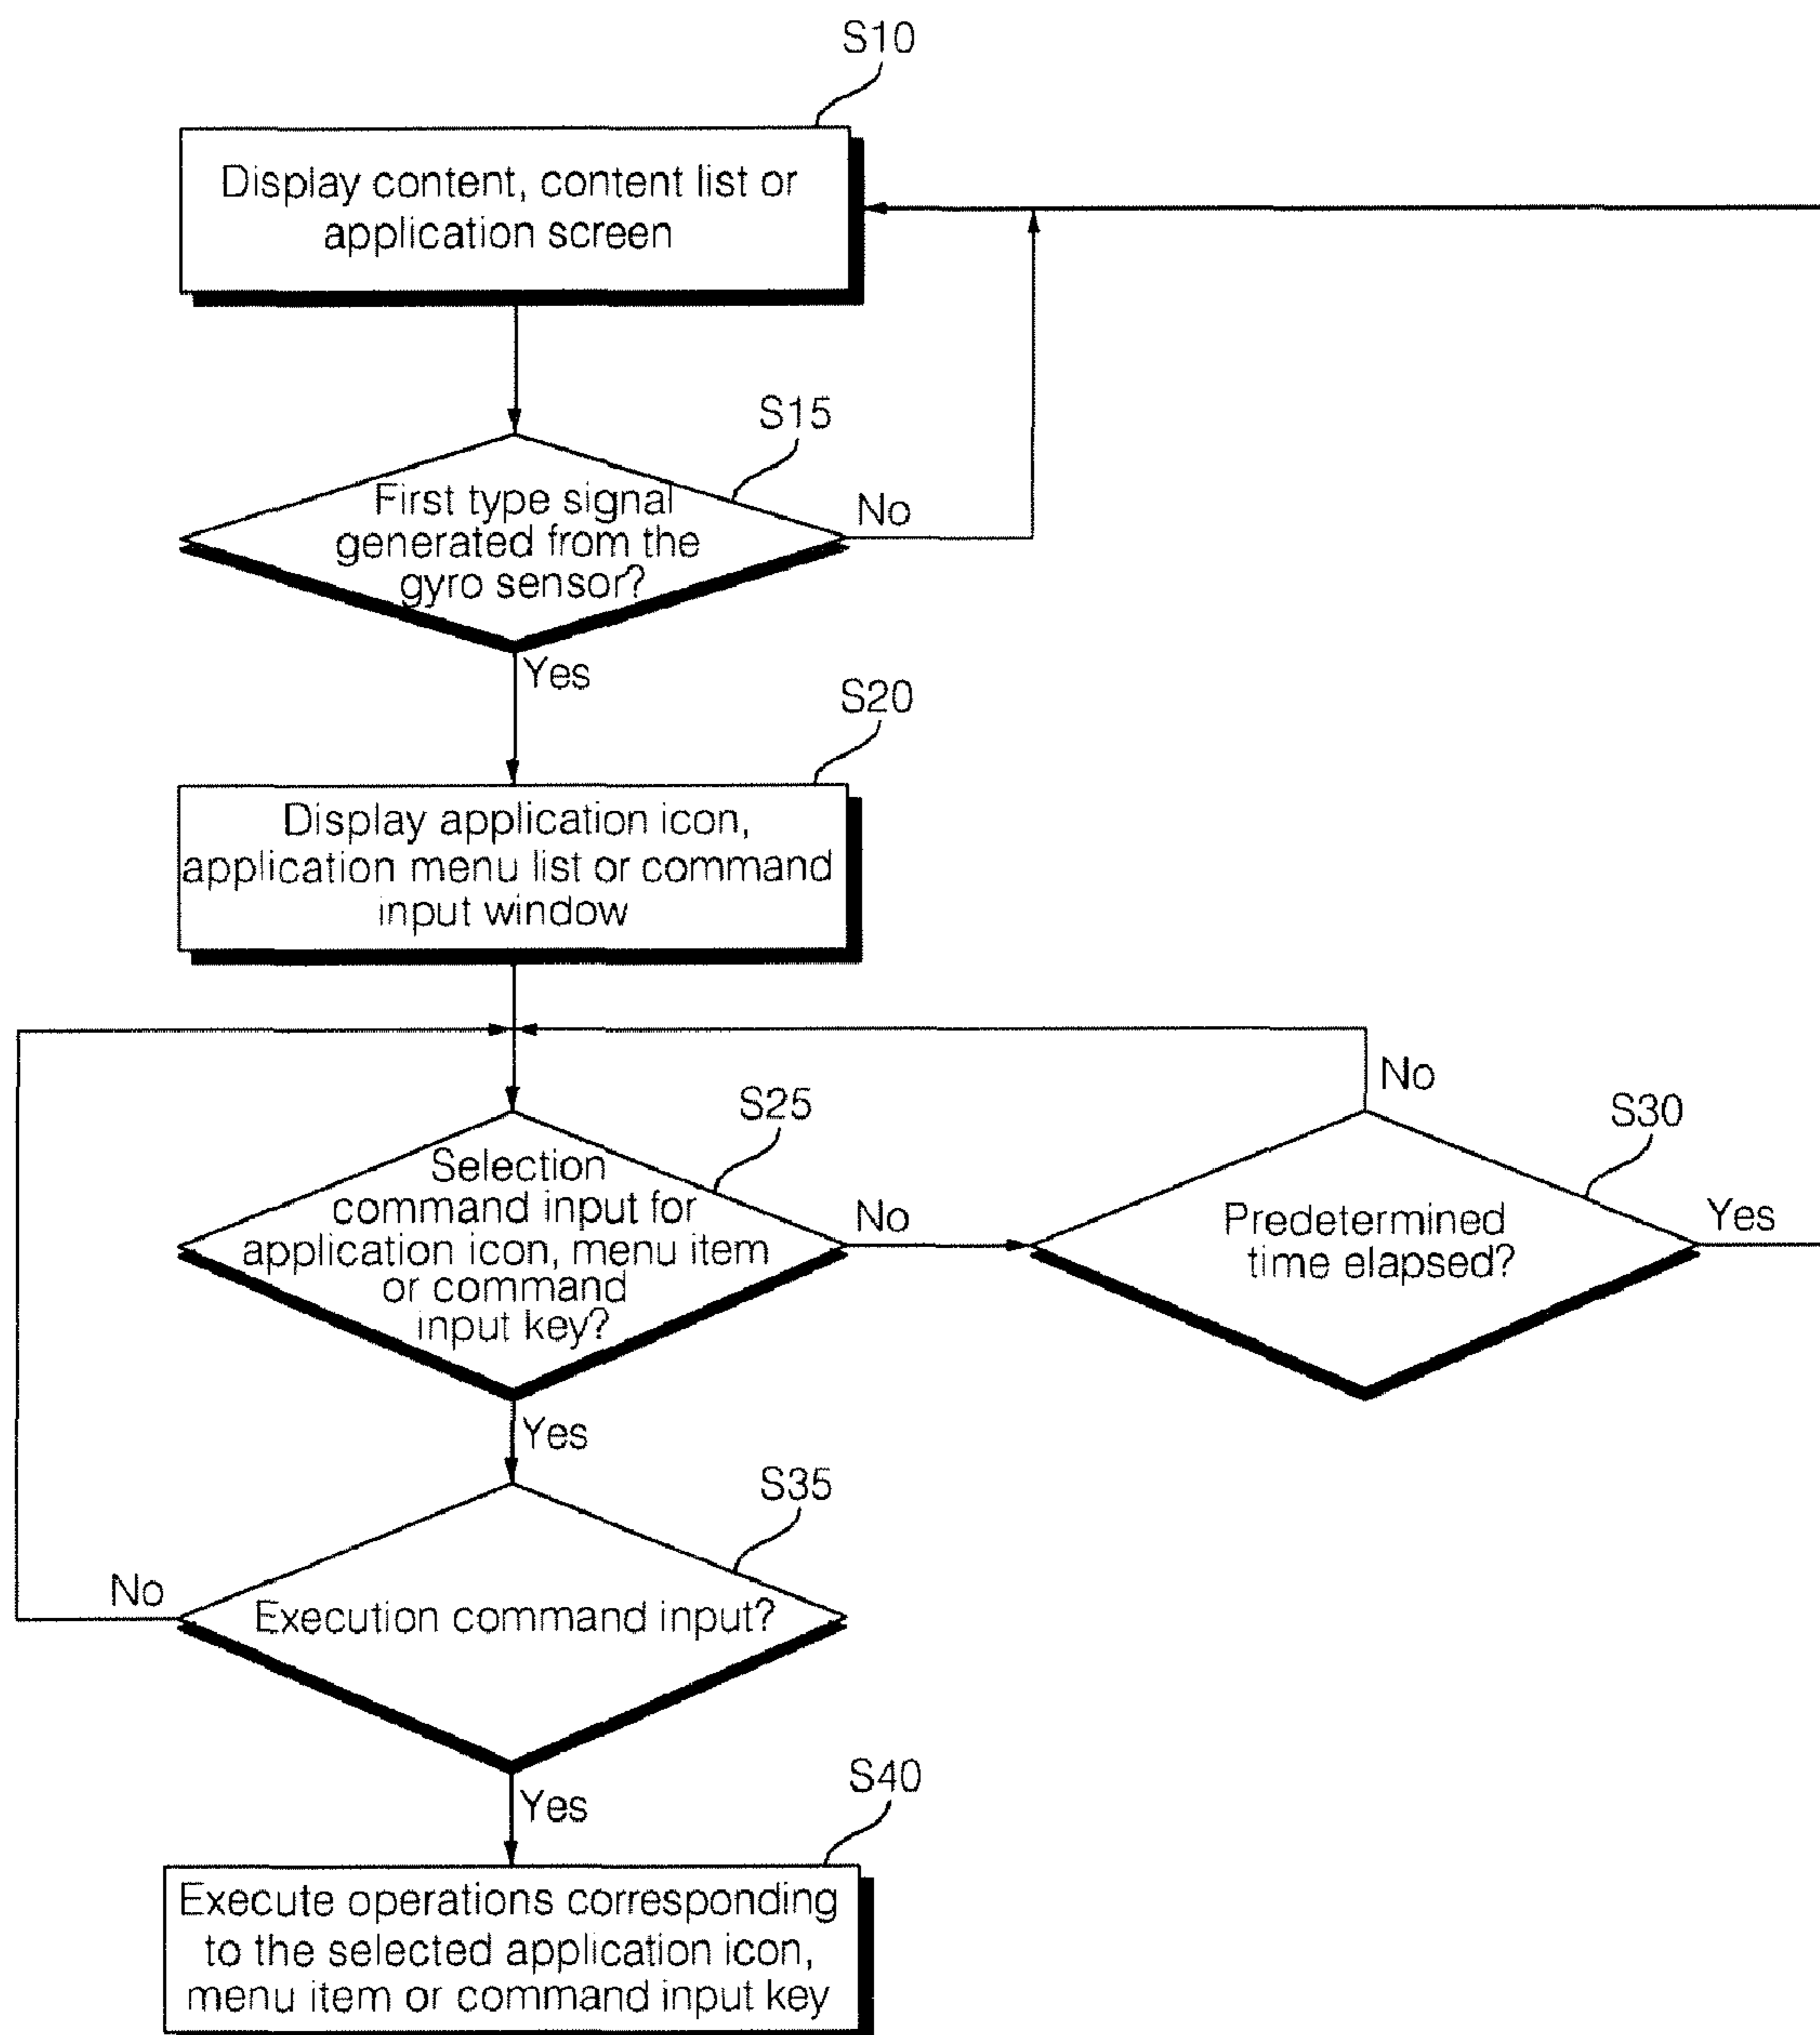 S10
Display content, content list or
application screen
S15
First type signal
generated from the
gyro sensor?
No
Yes
S20
Display application icon,
application menu list or command
input window
No
S25
S30
Selection
command input for
application icon, menu item
or command
input key?
No
Predetermined
time elapsed?
Yes
Yes
S35
No
Execution command input?
Yes
S40
Execute operations corresponding
to the selected application icon,
menu item or command input key